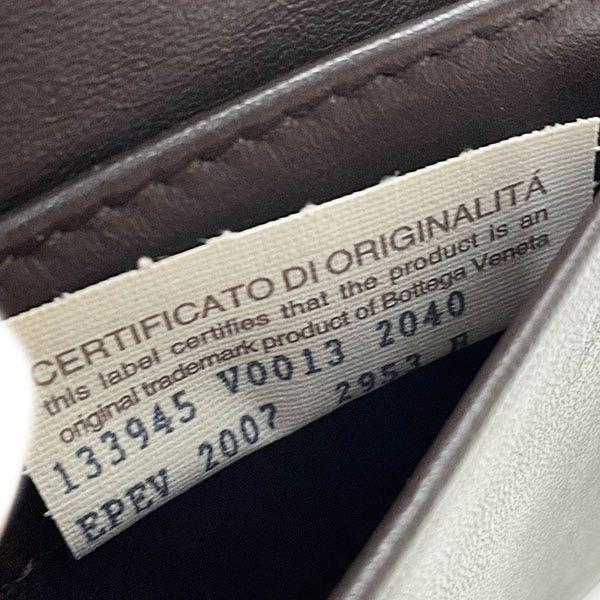 CERTIFICATO DI ORIGINALITÁ
this label certifies that the product is an
original trademark product of Bottega Veneta
133945 V0013 2040
EPEV 2007 2953